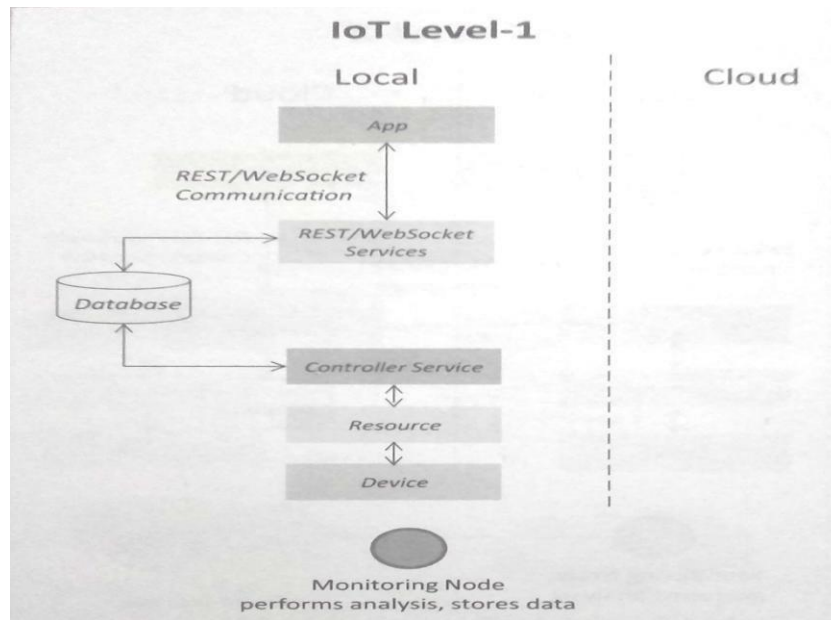 IoT Level-1
Local
Cloud
App
REST/WebSocket
Communication
REST/WebSocket
Services
Database
Controller Service
Resource
Device
Monitoring Node
performs analysis, stores data